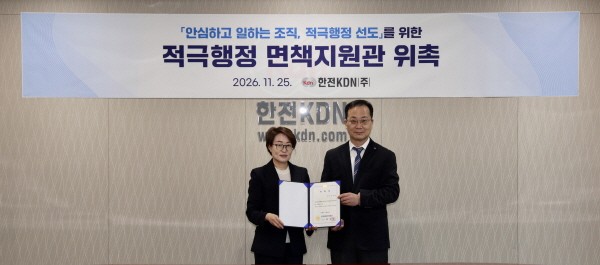 「안심하고 일하는 조직, 적극행정 선도」를 위한
적극행정 면책지원관 위촉
2026. 11. 25. 한전KDN(주)
한전KDN
www.kdn.com